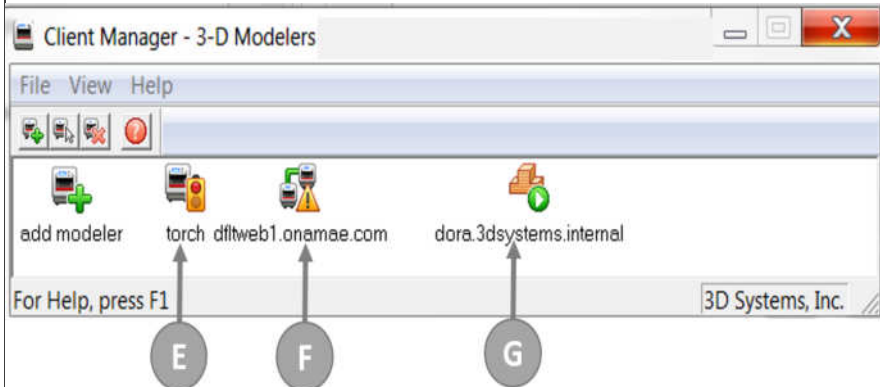 Client Manager - 3-D Modelers
File View Help
add modeler torch dfltweb1.onamae.com dora.3dsystems.internal
For Help, press F1 3D Systems, Inc.
E F G